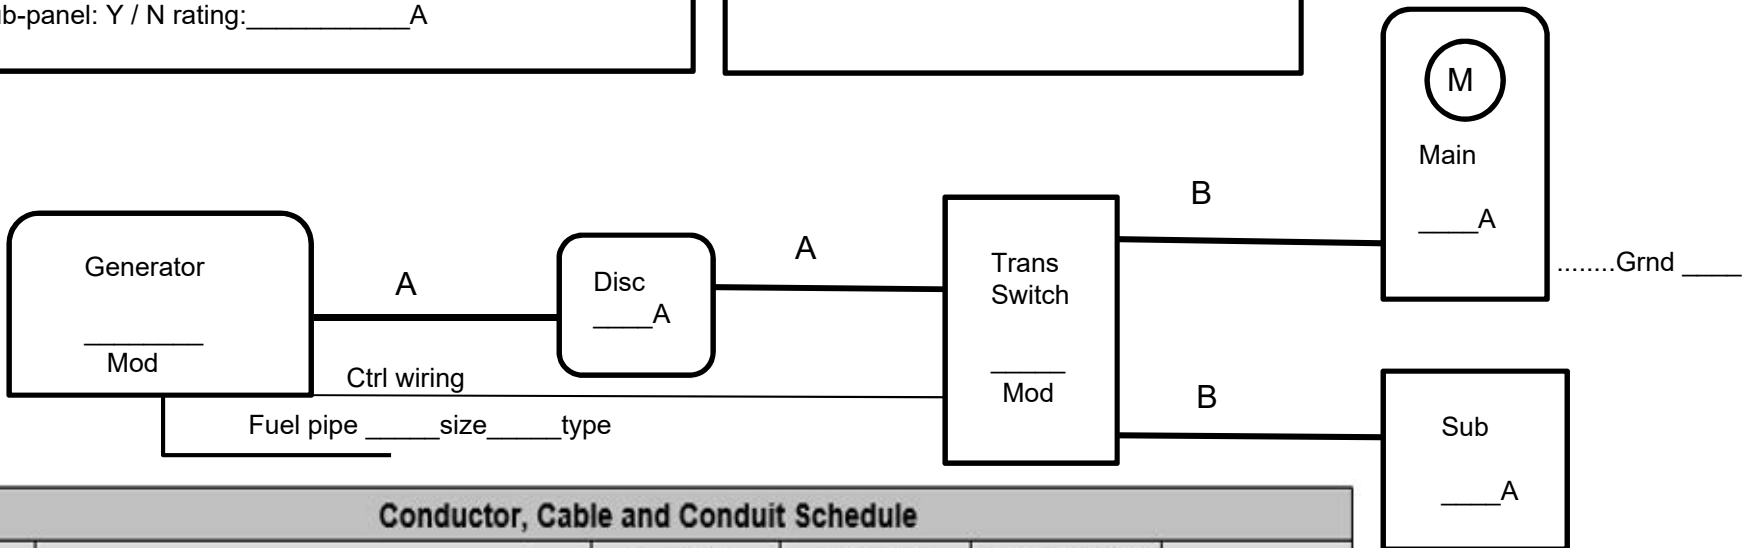 b-panel: Y / N rating:___________A
M
Main
____A
........Grnd ____
B
A
A
Generator
________
Mod
Disc
____A
Trans
Switch
_____
Mod
Ctrl wiring
Fuel pipe _____size_____type
B
Sub
____A
Conductor, Cable and Conduit Schedule